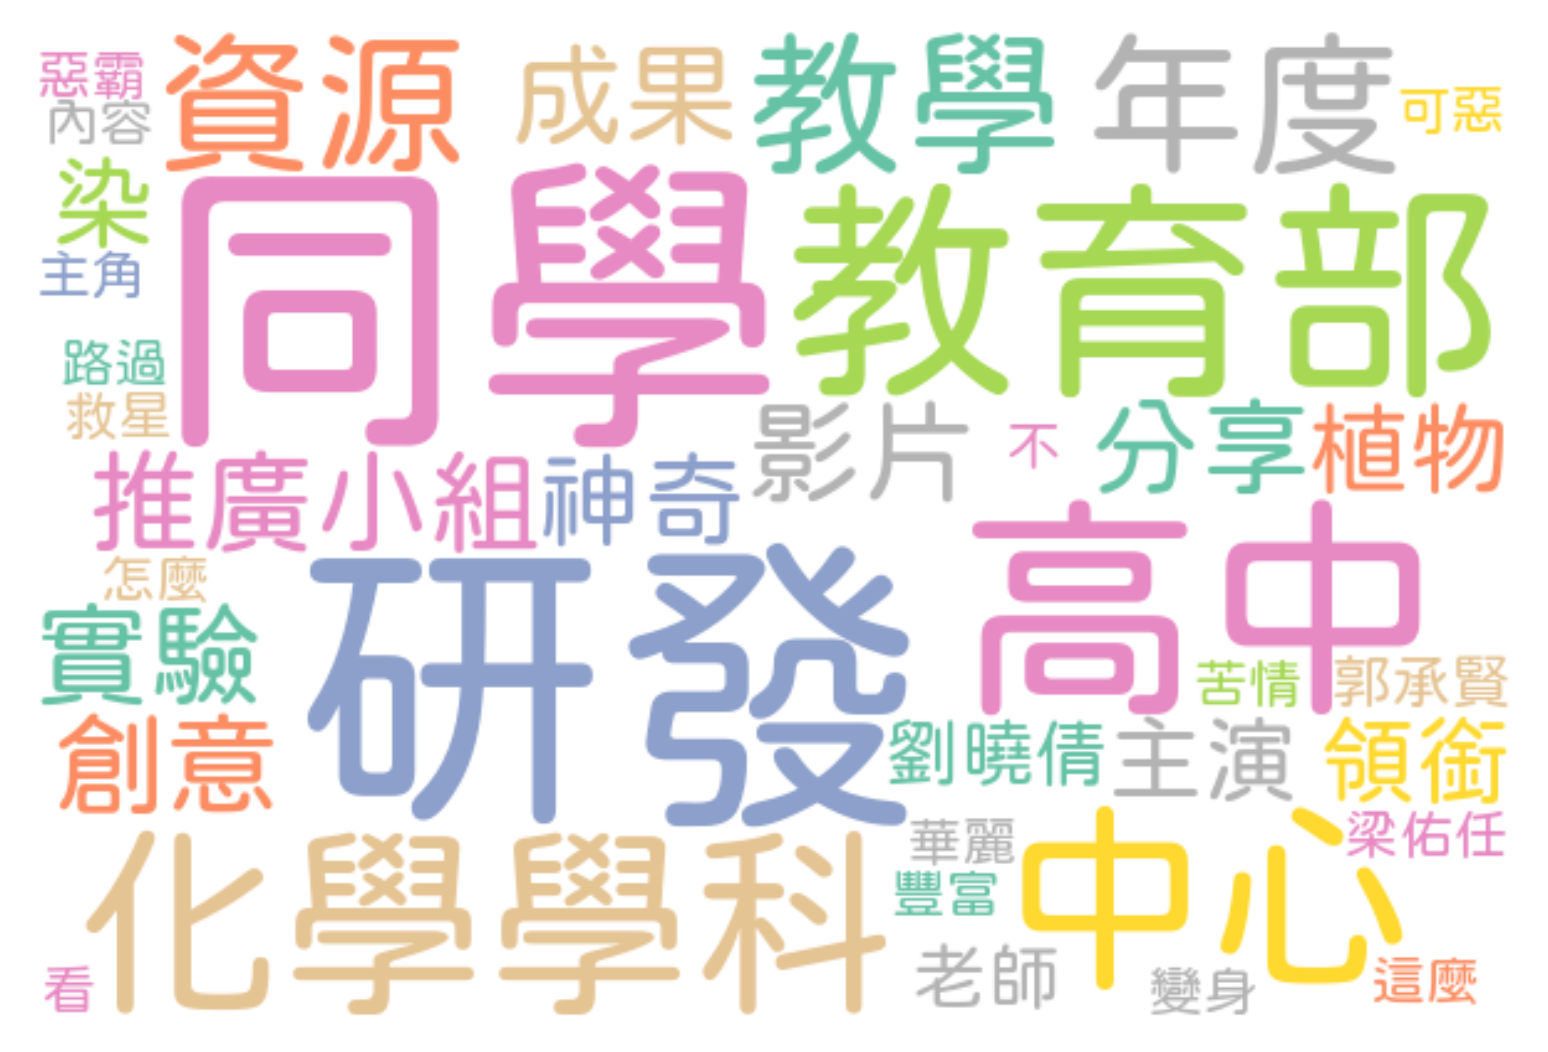 惡霸
內容
資源
成果
教學
年度
可惡
染
主角
同學
教育部
路過
救星
影片
不
分享
植物
推廣小組
神奇
高中
怎麼
實驗
研發
苦情
郭承賢
創意
劉曉倩
主演
領銜
化學學科
華麗
中心
梁佑任
豐富
老師
看
變身
這麼